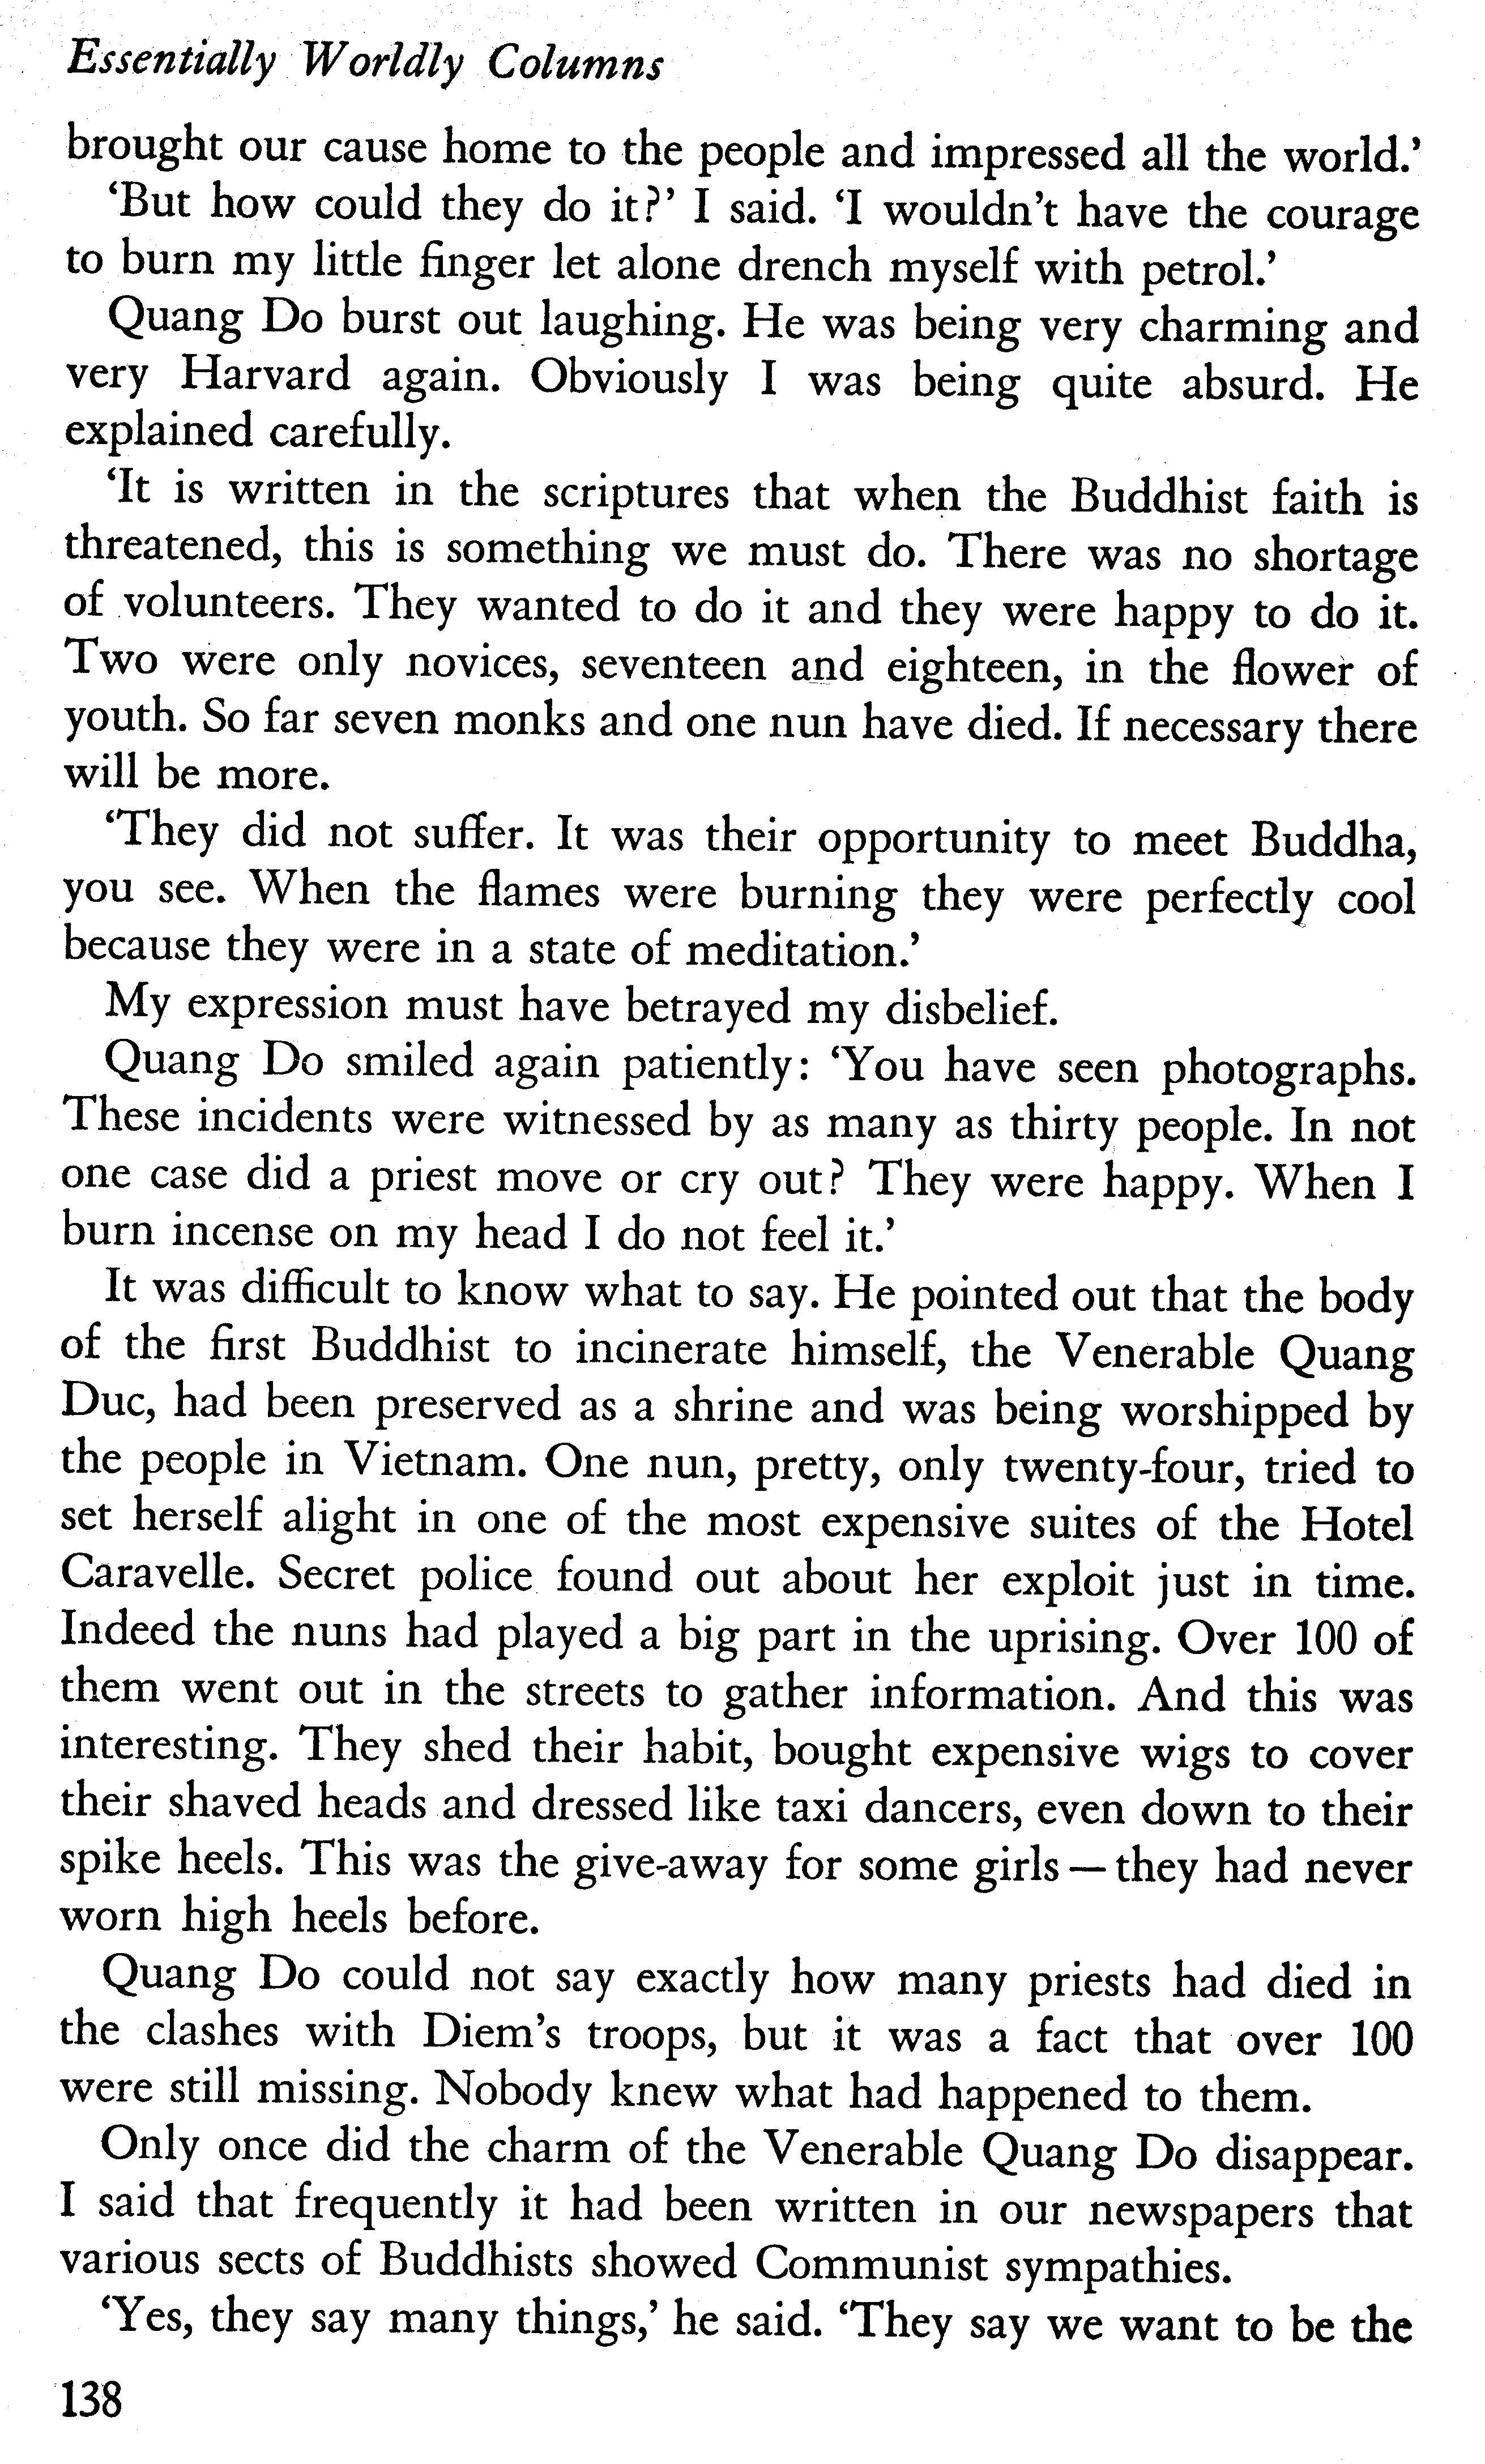 Essentially Worldly Columns
brought our cause home to the people and impressed all the world.’
‘But how could they do it?’ I said. ‘I wouldn’t have the courage
to burn my little finger let alone drench myself with petrol.’
Quang Do burst out laughing. He was being very charming and
very Harvard again. Obviously I was being quite absurd. He
explained carefully.
‘It is written in the scriptures that when the Buddhist faith is
threatened, this is something we must do. There was no shortage
of volunteers. They wanted to do it and they were happy to do it.
Two were only novices, seventeen and eighteen, in the flower of
youth. So far seven monks and one nun have died. If necessary there
will be more.
‘They did not suffer. It was their opportunity to meet Buddha,
you see. When the flames were burning they were perfectly cool
because they were in a state of meditation.’
My expression must have betrayed my disbelief.
Quang Do smiled again patiently: ‘You have seen photographs.
These incidents were witnessed by as many as thirty people. In not
one case did a priest move or cry out? They were happy. When I
burn incense on my head I do not feel it.’
It was difficult to know what to say. He pointed out that the body
of the first Buddhist to incinerate himself, the Venerable Quang
Duc, had been preserved as a shrine and was being worshipped by
the people in Vietnam. One nun, pretty, only twenty-four, tried to
set herself alight in one of the most expensive suites of the Hotel
Caravelle. Secret police found out about her exploit just in time.
Indeed the nuns had played a big part in the uprising. Over 100 of
them went out in the streets to gather information. And this was
interesting. They shed their habit, bought expensive wigs to cover
their shaved heads and dressed like taxi dancers, even down to their
spike heels. This was the give-away for some girls — they had never
worn high heels before.
Quang Do could not say exactly how many priests had died in
the clashes with Diem’s troops, but it was a fact that over 100
were still missing. Nobody knew what had happened to them.
Only once did the charm of the Venerable Quang Do disappear.
I said that frequently it had been written in our newspapers that
various sects of Buddhists showed Communist sympathies.
‘Yes, they say many things,’ he said. ‘They say we want to be the
138